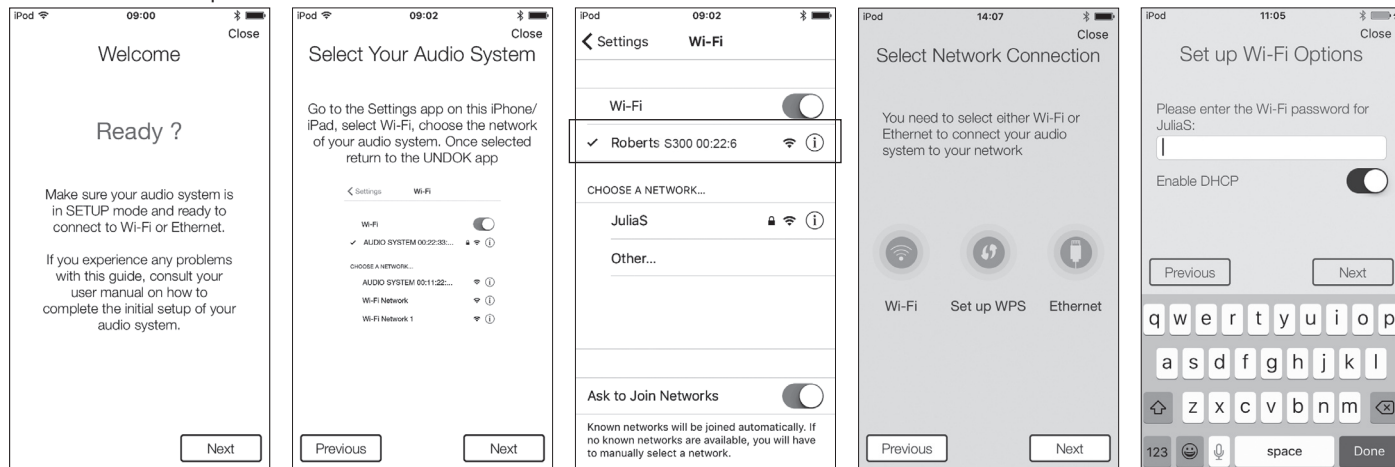 iPod 09:00
Close
Welcome
Ready ?
Make sure your audio system is
in SETUP mode and ready to
connect to Wi-Fi or Ethernet.
If you experience any problems
with this guide, consult your
user manual on how to
complete the initial setup of your
audio system.
Next
iPod 09:02
Close
Select Your Audio System
Go to the Settings app on this iPhone/
iPad, select Wi-Fi, choose the network
of your audio system. Once selected
return to the UNDOK app
Settings Wi-Fi
Wi-Fi
AUDIO SYSTEM 00:22:33:...
CHOOSE A NETWORK...
AUDIO SYSTEM 00:11:22:...
Wi-Fi Network
Wi-Fi Network 1
Previous Next
iPod 09:02
Settings Wi-Fi
Wi-Fi
Roberts S300 00:22:6
CHOOSE A NETWORK...
JuliaS
Other...
Ask to Join Networks
Known networks will be joined automatically. If
no known networks are available, you will have
to manually select a network.
iPod 14:07
Close
Select Network Connection
You need to select either Wi-Fi or
Ethernet to connect your audio
system to your network
Wi-Fi Set up WPS Ethernet
Previous Next
iPod 11:05
Close
Set up Wi-Fi Options
Please enter the Wi-Fi password for
JuliaS:
Enable DHCP
Previous Next
q w e r t y u i o p
a s d f g h j k l
z x c v b n m
123 space Done